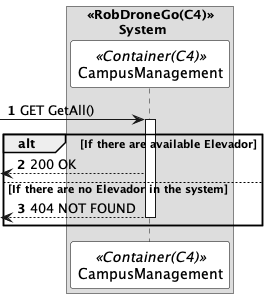 «RobDroneGo(C4)»
System
«Container(C4)»
CampusManagement
1 GET GetAll()
alt [If there are available Elevador]
2 200 OK
[If there are no Elevador in the system]
3 404 NOT FOUND
«Container(C4)»
CampusManagement